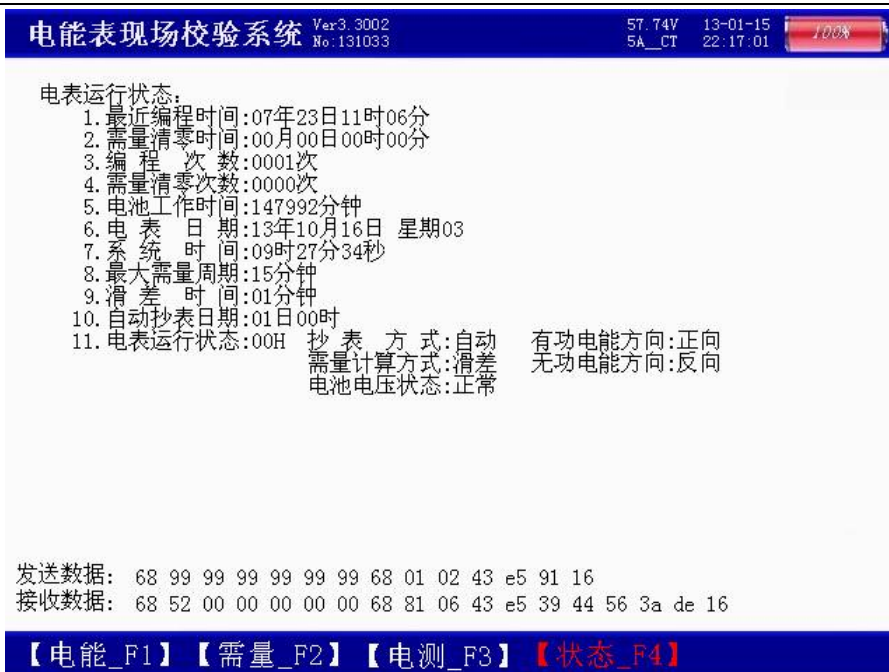 电能表现场校验系统 Ver3.3002 57.74V 13-01-15 100%
No:131033 5A__CT 22:17:01
电表运行状态:
1.最近编程时间:07年23日11时06分
2.需量清零时间:00月00日00时00分
3.编 程 次 数:0001次
4.需量清零次数:0000次
5.电池工作时间:147992分钟
6.电 表 日 期:13年10月16日 星期03
7.系 统 时 间:09时27分34秒
8.最大需量周期:15分钟
9.滑 差 时 间:01分钟
10.自动抄表日期:01日00时
11.电表运行状态:00H 抄 表 方 式:自动 有功电能方向:正向
需量计算方式:滑差 无功电能方向:反向
电池电压状态:正常
发送数据: 68 99 99 99 99 99 99 68 01 02 43 e5 91 16
接收数据: 68 52 00 00 00 00 00 68 81 06 43 e5 39 44 56 3a de 16
【电能_F1】【需量_F2】【电测_F3】【状态_F4】